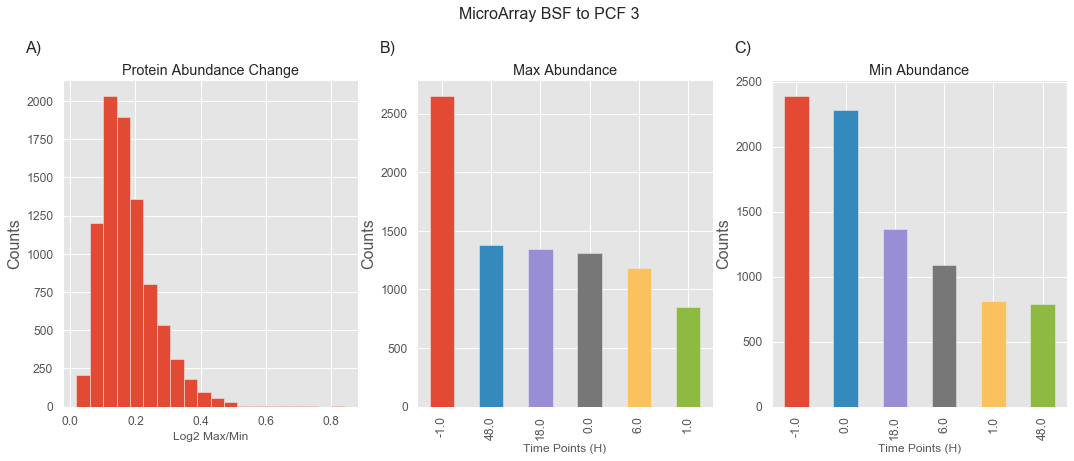 MicroArray BSF to PCF 3
A)
Protein Abundance Change
Counts
2000
1750
1500
1250
1000
750
500
250
0
0.0 0.2 0.4 0.6 0.8
Log2 Max/Min
B)
Max Abundance
Counts
2500
2000
1500
1000
500
0
-1.0 48.0 18.0 0.0 6.0 1.0
Time Points (H)
C)
Min Abundance
Counts
2500
2000
1500
1000
500
0
-1.0 0.0 18.0 6.0 1.0 48.0
Time Points (H)